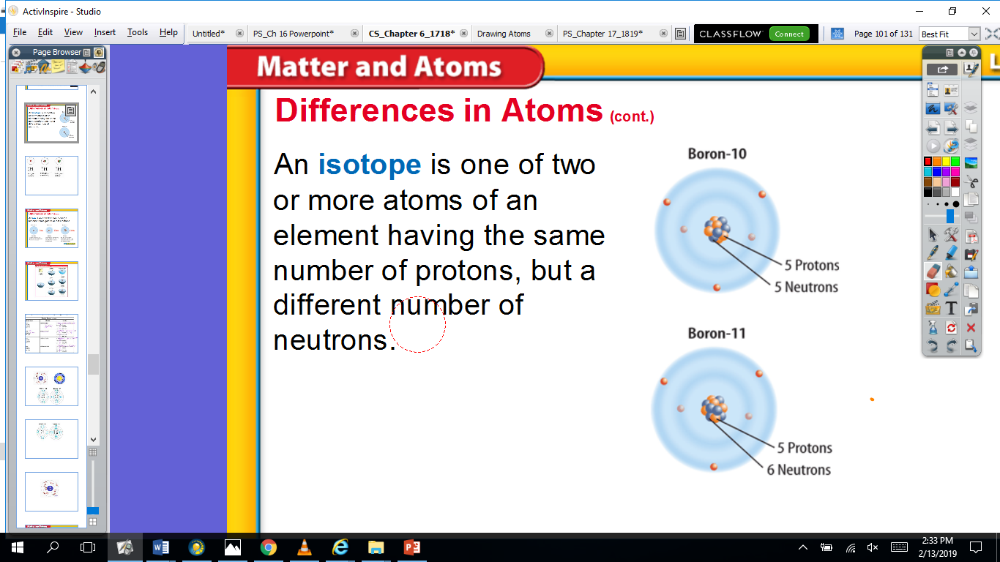 ActivInspire - Studio
File Edit View Insert Tools Help
Untitled* PS_Ch 16 Powerpoint* CS_Chapter 6_1718* Drawing Atoms PS_Chapter 17_1819*
CLASSFLOW Connect
Page 101 of 131 Best Fit
Page Browser
Matter and Atoms
L
Differences in Atoms (cont.)
An isotope is one of two
or more atoms of an
element having the same
number of protons, but a
different number of
neutrons.
Boron-10
5 Protons
5 Neutrons
Boron-11
5 Protons
6 Neutrons
2:33 PM
2/13/2019